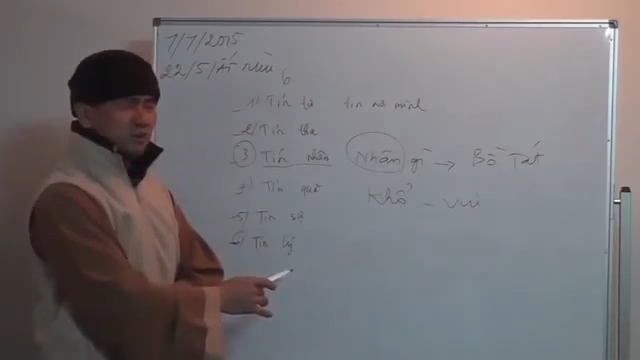 1/7/2015
22/5/Ất mùi
1/ Tín tự tin nơi mình
2/ Tín tha
3 Tín nhân Nhân gì → Bồ Tát
4/ Tín quả Khổ - vui
5/ Tín sự
6/ Tín lý